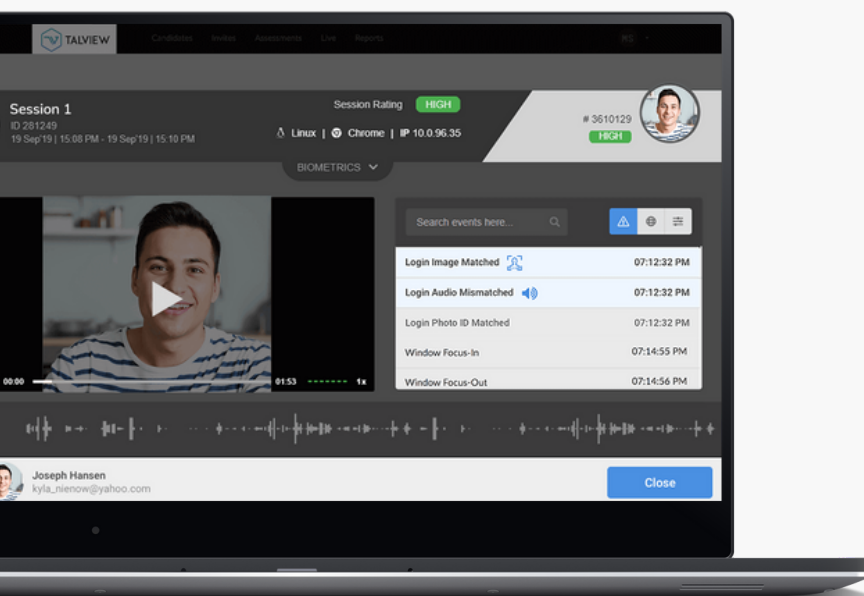 TALVIEW
Candidates Invites Assessments Live Reports
Session 1
ID 281249
19 Sep'19 | 15:08 PM - 19 Sep'19 | 15:10 PM
Session Rating HIGH
Linux | Chrome | IP 10.0.96.35
# 3610129
HIGH
BIOMETRICS
Search events here...
Login Image Matched 07:12:32 PM
Login Audio Mismatched 07:12:32 PM
Login Photo ID Matched 07:12:32 PM
Window Focus-In 07:14:55 PM
Window Focus-Out 07:14:56 PM
00:00 01:53 1x
Joseph Hansen
kyla_nienow@yahoo.com
Close